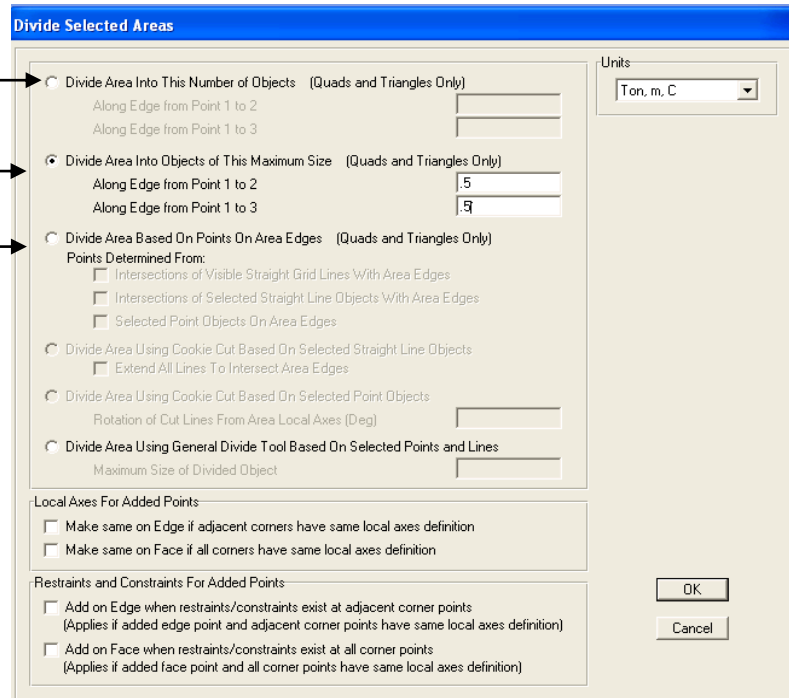 Divide Selected Areas
Divide Area Into This Number of Objects (Quads and Triangles Only)
Along Edge from Point 1 to 2
Along Edge from Point 1 to 3
Divide Area Into Objects of This Maximum Size (Quads and Triangles Only)
Along Edge from Point 1 to 2 .5
Along Edge from Point 1 to 3 .5
Divide Area Based On Points On Area Edges (Quads and Triangles Only)
Points Determined From:
Intersections of Visible Straight Grid Lines With Area Edges
Intersections of Selected Straight Line Objects With Area Edges
Selected Point Objects On Area Edges
Divide Area Using Cookie Cut Based On Selected Straight Line Objects
Extend All Lines To Intersect Area Edges
Divide Area Using Cookie Cut Based On Selected Point Objects
Rotation of Cut Lines From Area Local Axes (Deg)
Divide Area Using General Divide Tool Based On Selected Points and Lines
Maximum Size of Divided Object
Local Axes For Added Points
Make same on Edge if adjacent corners have same local axes definition
Make same on Face if all corners have same local axes definition
Restraints and Constraints For Added Points
Add on Edge when restraints/constraints exist at adjacent corner points
(Applies if added edge point and adjacent corner points have same local axes definition)
Add on Face when restraints/constraints exist at all corner points
(Applies if added face point and all corner points have same local axes definition)
Units
Ton, m, C
OK
Cancel